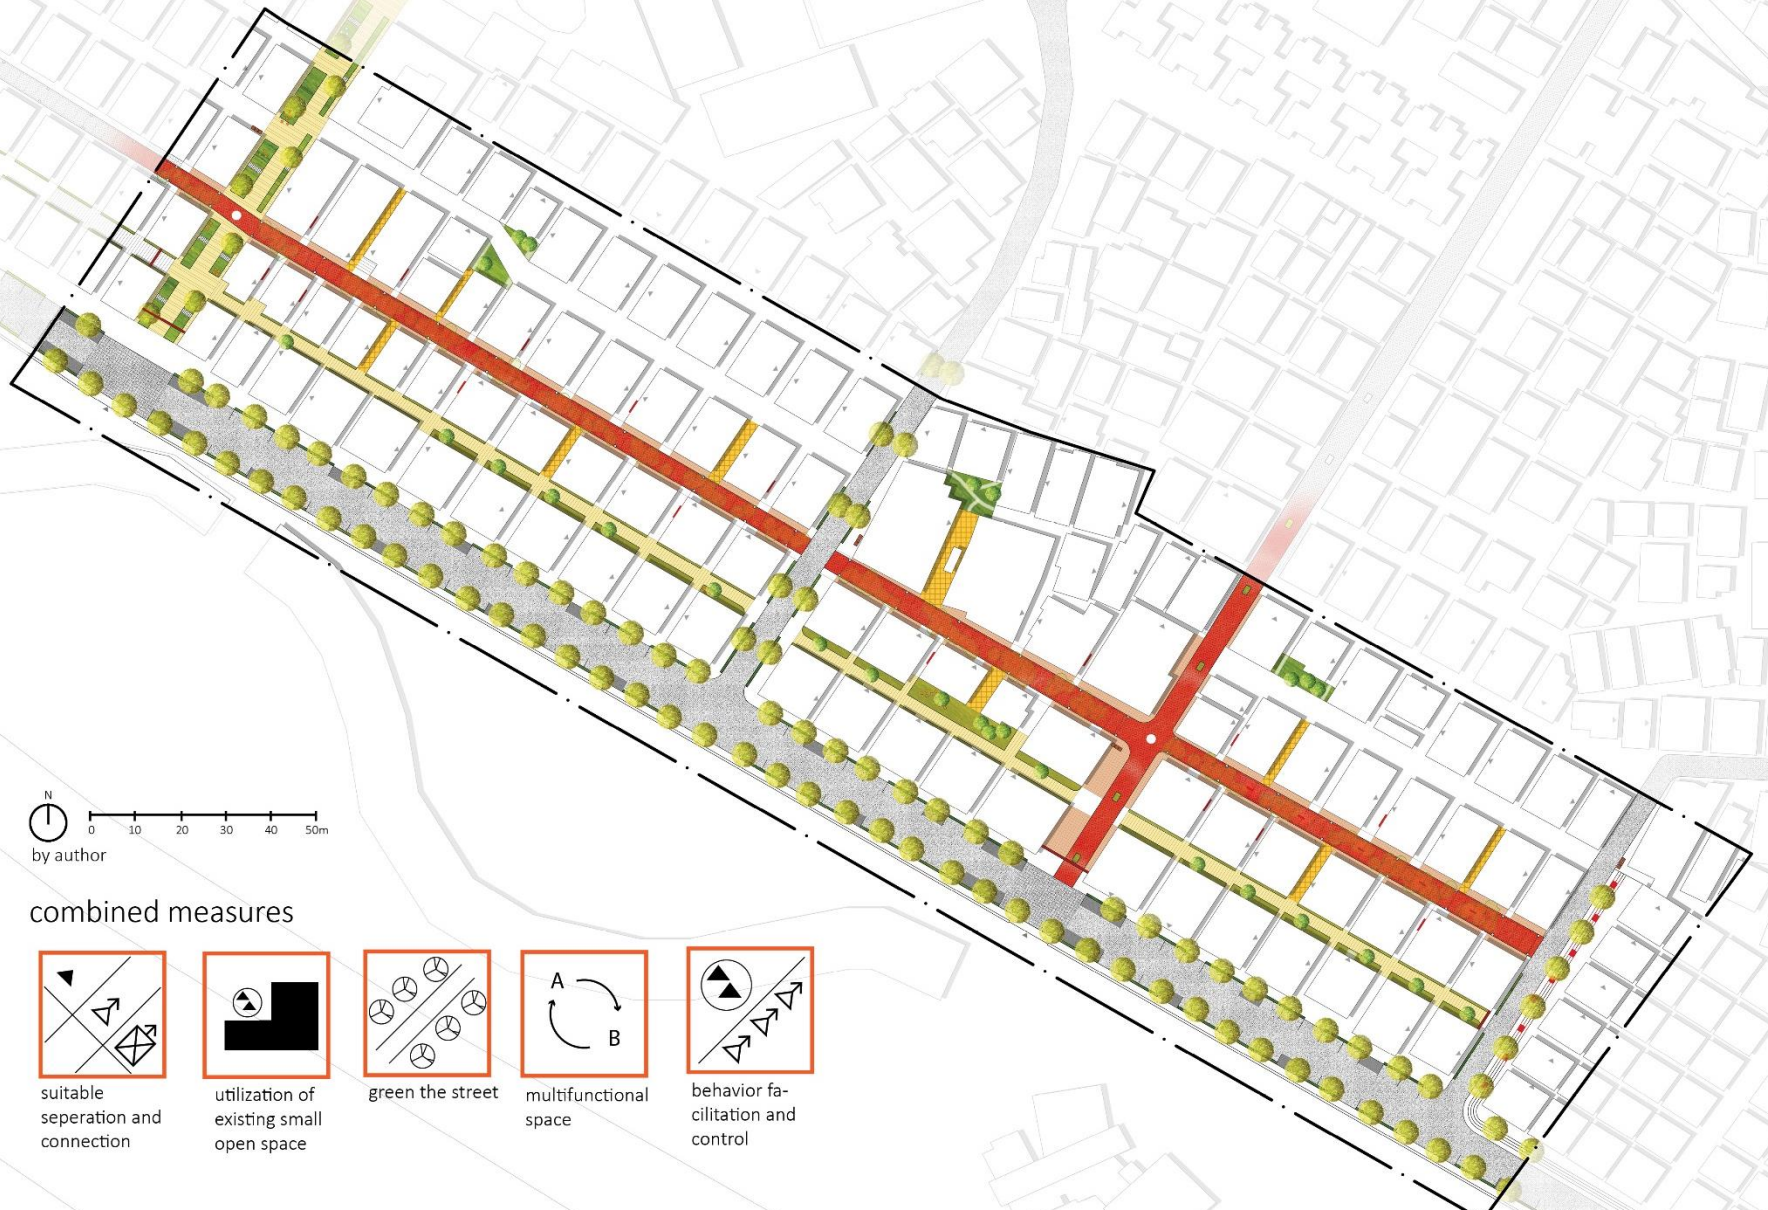 N
0 10 20 30 40 50m
by author
combined measures
A
B
suitable
seperation and
connection
utilization of
existing small
open space
green the street
multifunctional
space
behavior fa-
cilitation and
control